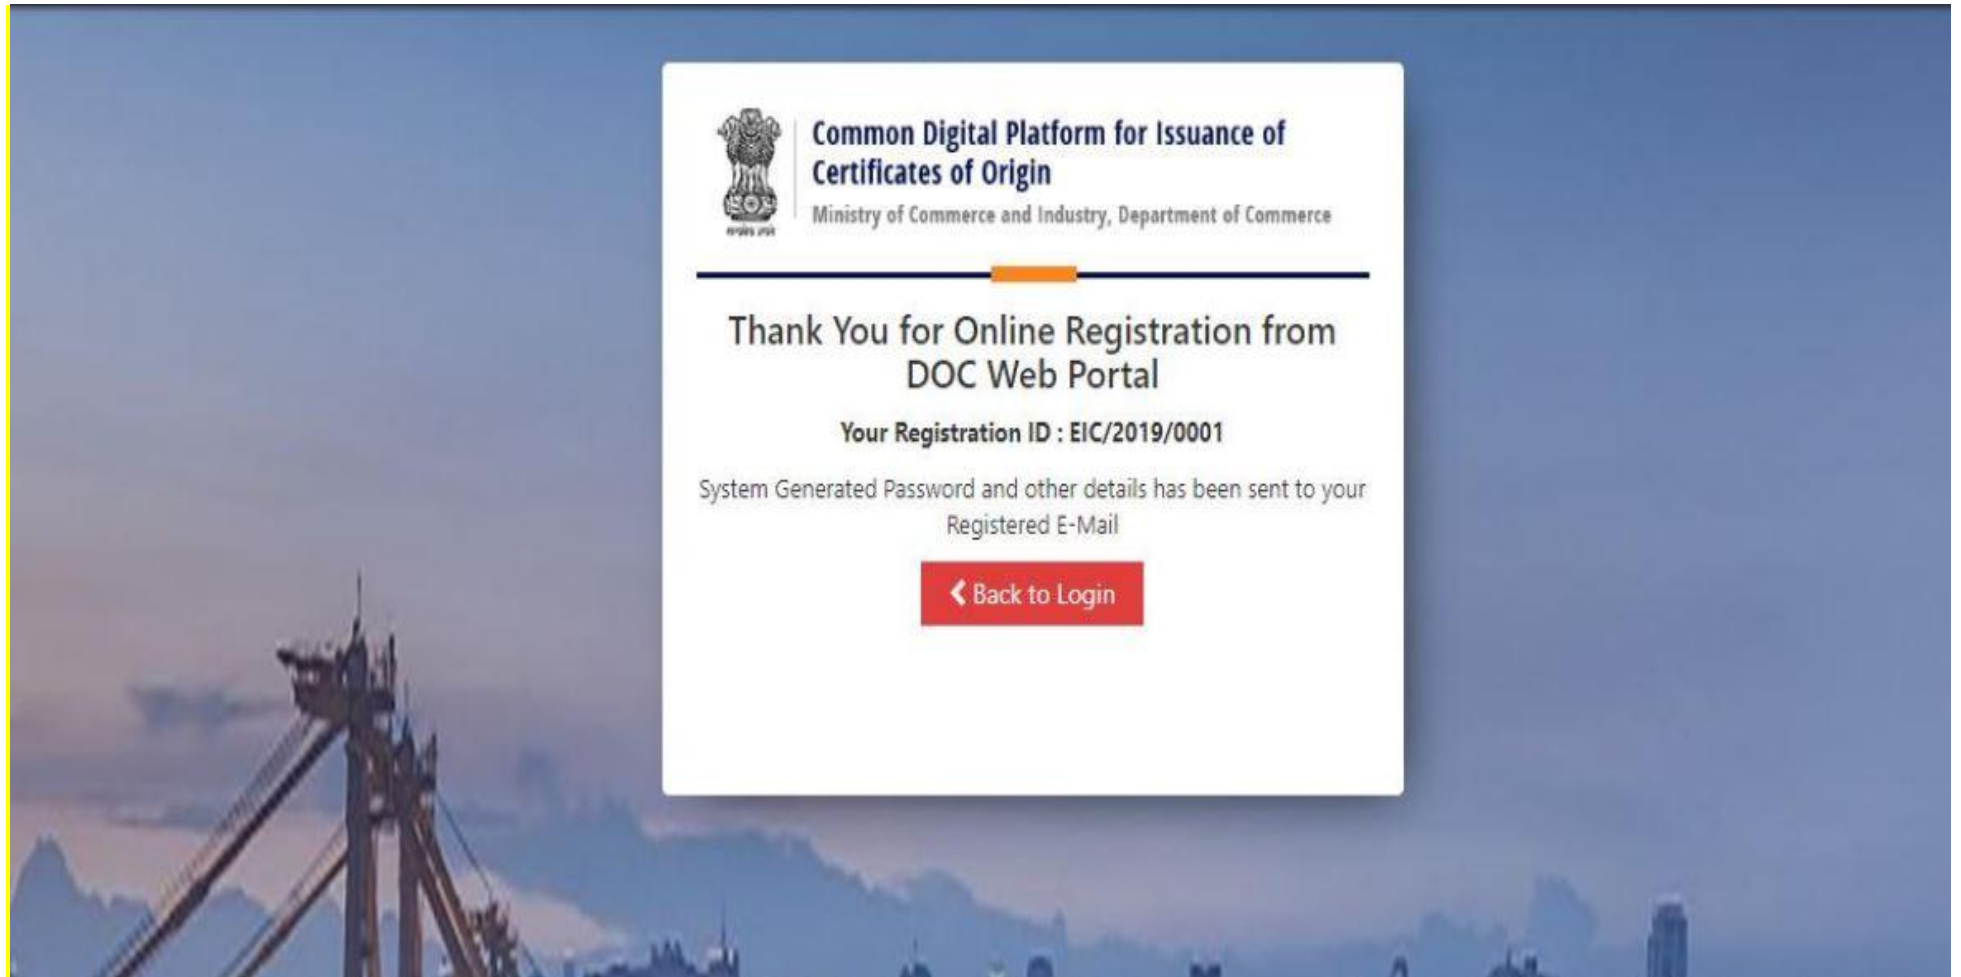 Common Digital Platform for Issuance of
Certificates of Origin
Ministry of Commerce and Industry, Department of Commerce
Thank You for Online Registration from
DOC Web Portal
Your Registration ID : EIC/2019/0001
System Generated Password and other details has been sent to your
Registered E-Mail
Back to Login